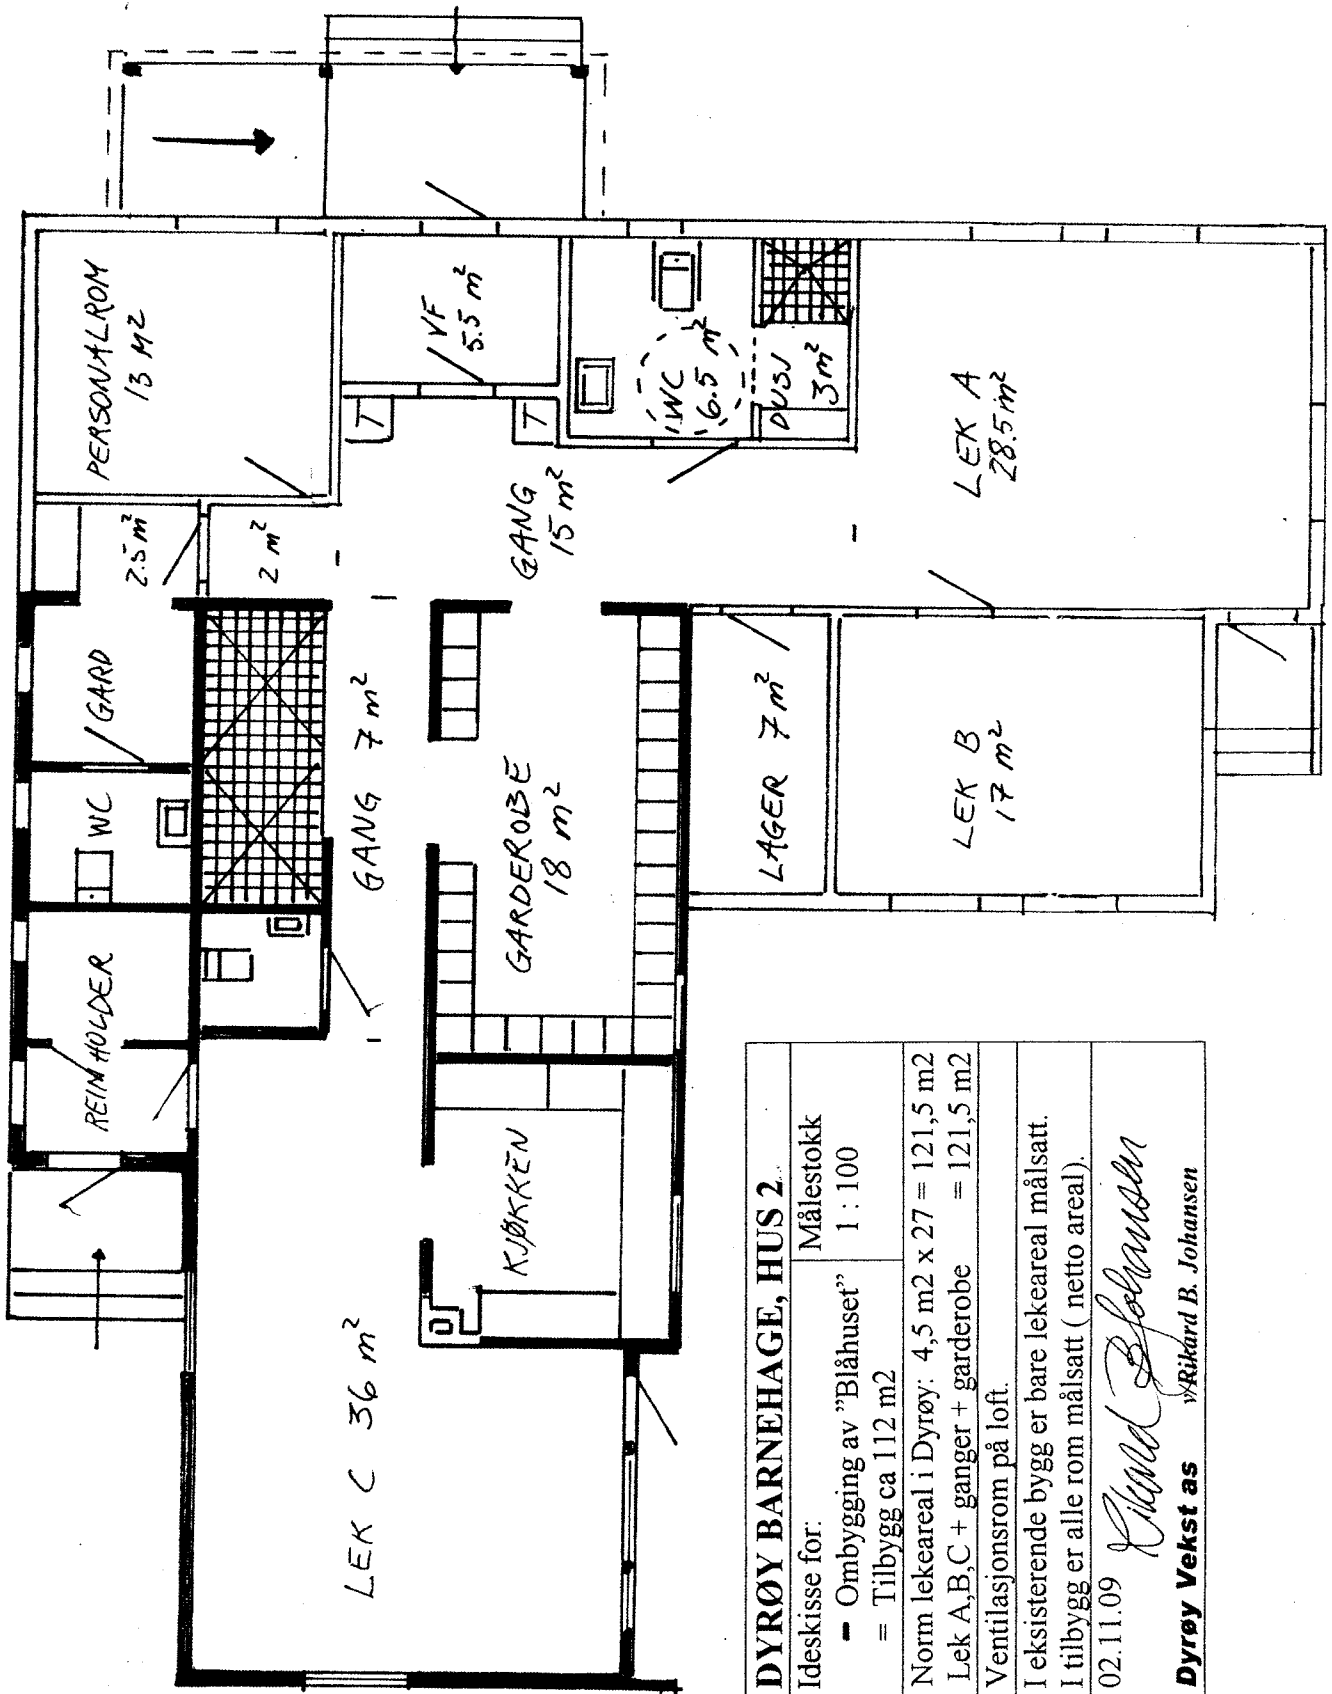 PERSONALROM
13 M2
VF
5.5 m²
WC
6.5 m²
DUSJ
3 m²
LEK A
28.5 m²
2.5 m²
2 m²
GANG
15 m²
T
T
GARD
WC
REINHOLDER
GANG 7 m²
GARDEROBE
18 m²
LAGER 7 m²
LEK B
17 m²
KJØKKEN
LEK C 36 m²
DYRØY BARNEHAGE, HUS 2
Ideskisse for:
Målestokk
- Ombygging av ”Blåhuset”
1 : 100
= Tilbygg ca 112 m2
Norm lekeareal i Dyrøy: 4,5 m2 x 27 = 121,5 m2
Lek A,B,C + ganger + garderobe = 121,5 m2
Ventilasjonsrom på loft.
I eksisterende bygg er bare lekeareal målsatt.
I tilbygg er alle rom målsatt ( netto areal).
02.11.09 Rikard B Johansen
Dyrøy Vekst as v/Rikard B. Johansen